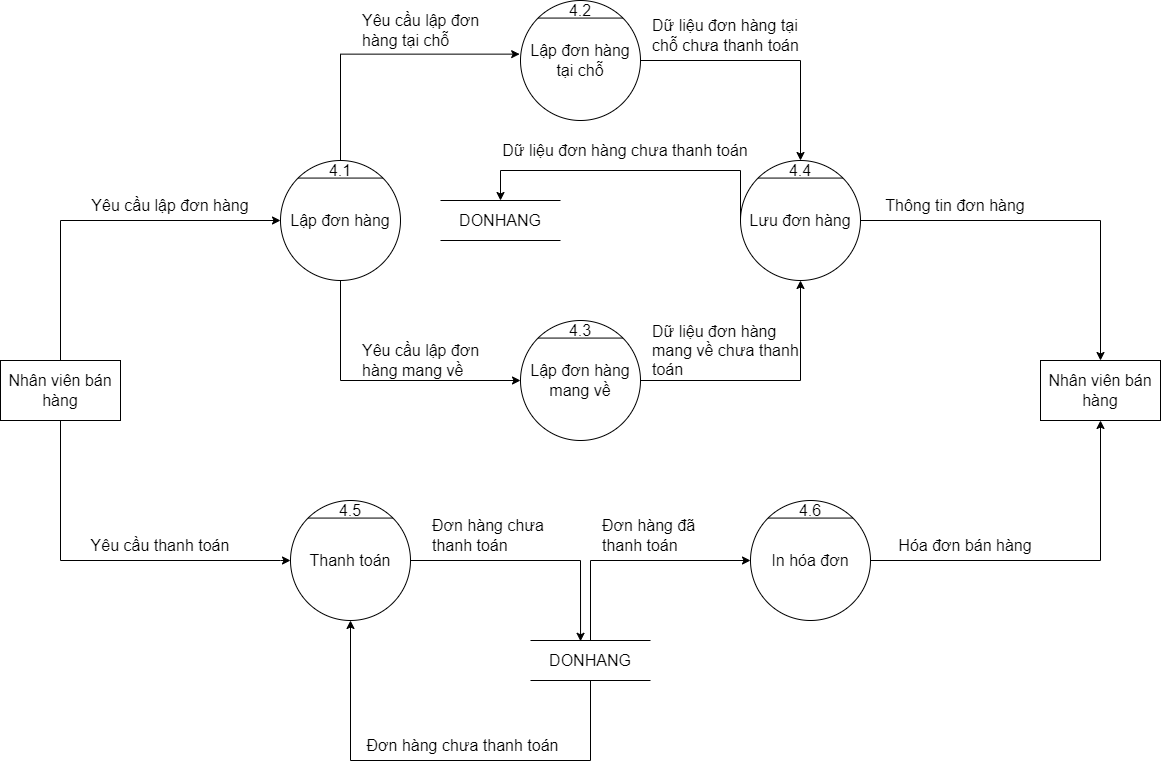 Yêu cầu lập đơn
hàng tại chỗ
4.2
Lập đơn hàng
tại chỗ
Dữ liệu đơn hàng tại
chỗ chưa thanh toán
Dữ liệu đơn hàng chưa thanh toán
4.1
Lập đơn hàng
Yêu cầu lập đơn hàng
DONHANG
4.4
Lưu đơn hàng
Thông tin đơn hàng
Yêu cầu lập đơn
hàng mang về
4.3
Lập đơn hàng
mang về
Dữ liệu đơn hàng
mang về chưa thanh
toán
Nhân viên bán
hàng
Nhân viên bán
hàng
Yêu cầu thanh toán
4.5
Thanh toán
Đơn hàng chưa
thanh toán
Đơn hàng đã
thanh toán
4.6
In hóa đơn
Hóa đơn bán hàng
DONHANG
Đơn hàng chưa thanh toán